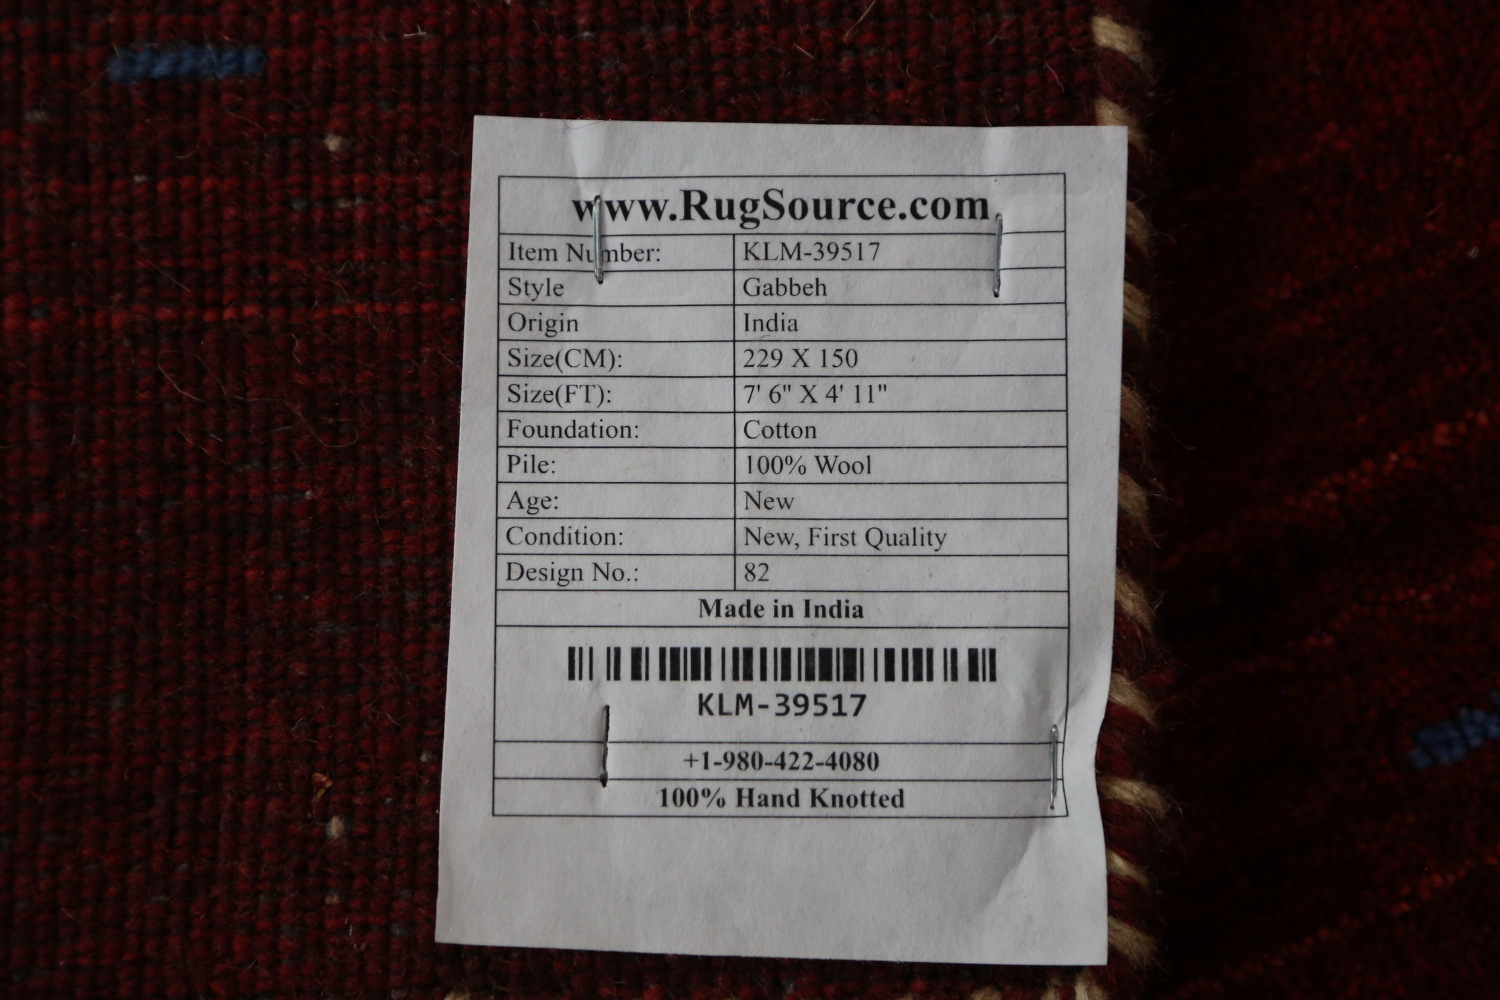 www.RugSource.com
Item Number: KLM-39517
Style Gabbeh
Origin India
Size(CM): 229 X 150
Size(FT): 7' 6" X 4' 11"
Foundation: Cotton
Pile: 100% Wool
Age: New
Condition: New, First Quality
Design No.: 82
Made in India
KLM-39517
+1-980-422-4080
100% Hand Knotted